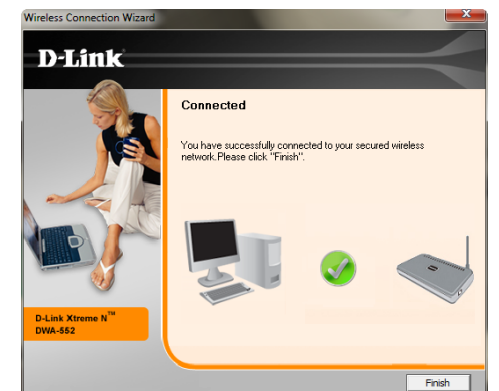 Wireless Connection Wizard
D-Link
Connected
You have successfully connected to your secured wireless
network.Please click "Finish".
D-Link Xtreme N™
DWA-552
Finish